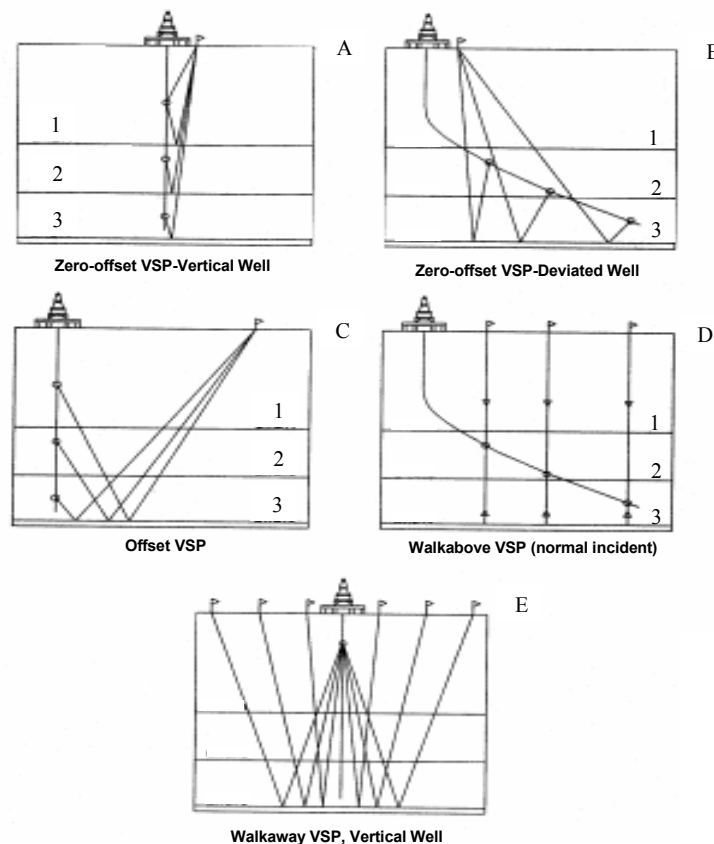 A
1
2
3
Zero-offset VSP-Vertical Well
1
2
3
Zero-offset VSP-Deviated Well
C
1
2
3
Offset VSP
D
1
2
3
Walkabove VSP (normal incident)
E
Walkaway VSP, Vertical Well